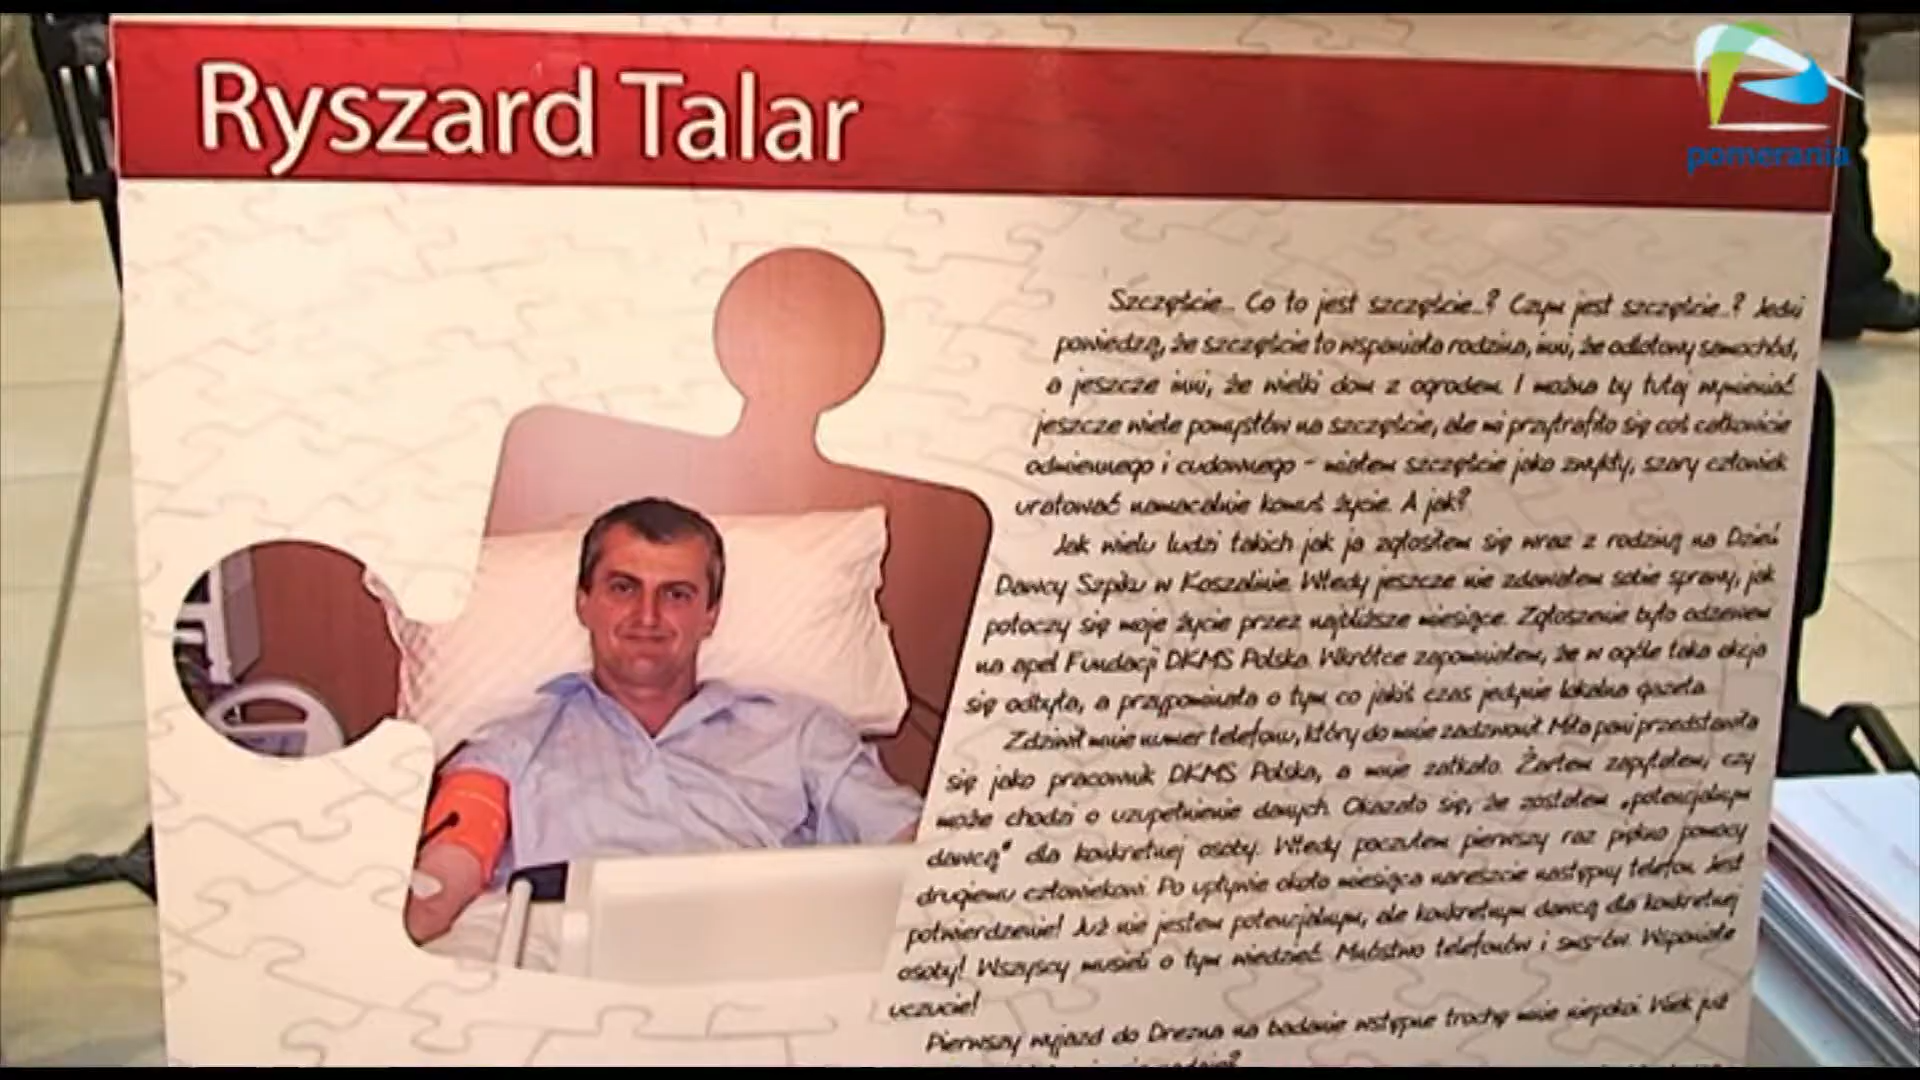 Ryszard Talar
pomerania
Szczęście... Co to jest szczęście...? Czym jest szczęście...? Jedni
powiedzą, że szczęście to wspaniała rodzina, inni, że odlotowy samochód,
a jeszcze inni, że wielki dom z ogrodem. I można by tutaj wymieniać
jeszcze wiele pomysłów na szczęście, ale mi przytrafiło się coś całkowicie
odmiennego i cudownego - miałem szczęście jako zwykły, szary człowiek
uratować namacalnie komuś życie. A jak?
Jak wielu ludzi takich jak ja zgłosiłem się wraz z rodziną na Dzień
Dawcy Szpiku w Koszalinie. Wtedy jeszcze nie zdawałem sobie sprawy, jak
potoczy się moje życie przez najbliższe miesiące. Zgłoszenie było odzewem
na apel Fundacji DKMS Polska. Wkrótce zapomniałem, że w ogóle taka akcja
się odbyła, a przypominała o tym co jakiś czas jedynie lokalna gazeta.
Zdziwił mnie numer telefonu, który do mnie zadzwonił. Miła pani przedstawiła
się jako pracownik DKMS Polska, a mnie zatkało. Żartem zapytałem, czy
może chodzi o uzupełnienie danych. Okazało się, że zostałem „potencjalnym
dawcą" dla konkretnej osoby. Wtedy poczułem pierwszy raz piękno pomocy
drugiemu człowiekowi. Po upływie około miesiąca nareszcie następny telefon. Jest
potwierdzenie! Już nie jestem potencjalnym, ale konkretnym dawcą dla konkretnej
osoby! Wszyscy musieli o tym wiedzieć. Mnóstwo telefonów i sms-ów. Wspaniałe
uczucie!
Pierwszy wyjazd do Drezna na badanie wstępne trochę mnie niepokoi. Wiek już